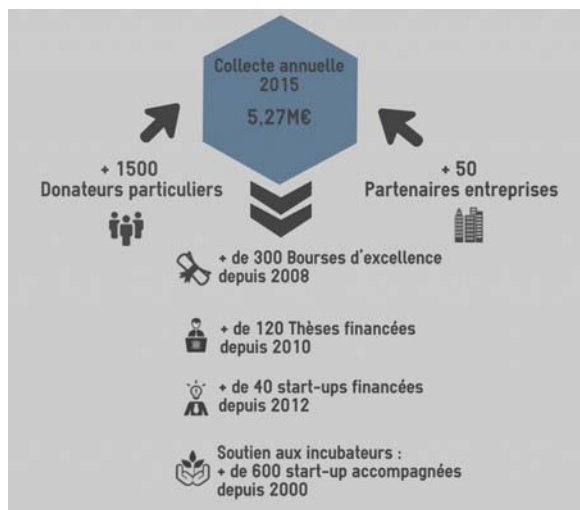 Collecte annuelle
2015
5,27M€
+ 1500
Donateurs particuliers
+ 50
Partenaires entreprises
+ de 300 Bourses d'excellence
depuis 2008
+ de 120 Thèses financées
depuis 2010
+ de 40 start-ups financées
depuis 2012
Soutien aux incubateurs :
+ de 600 start-up accompagnées
depuis 2000